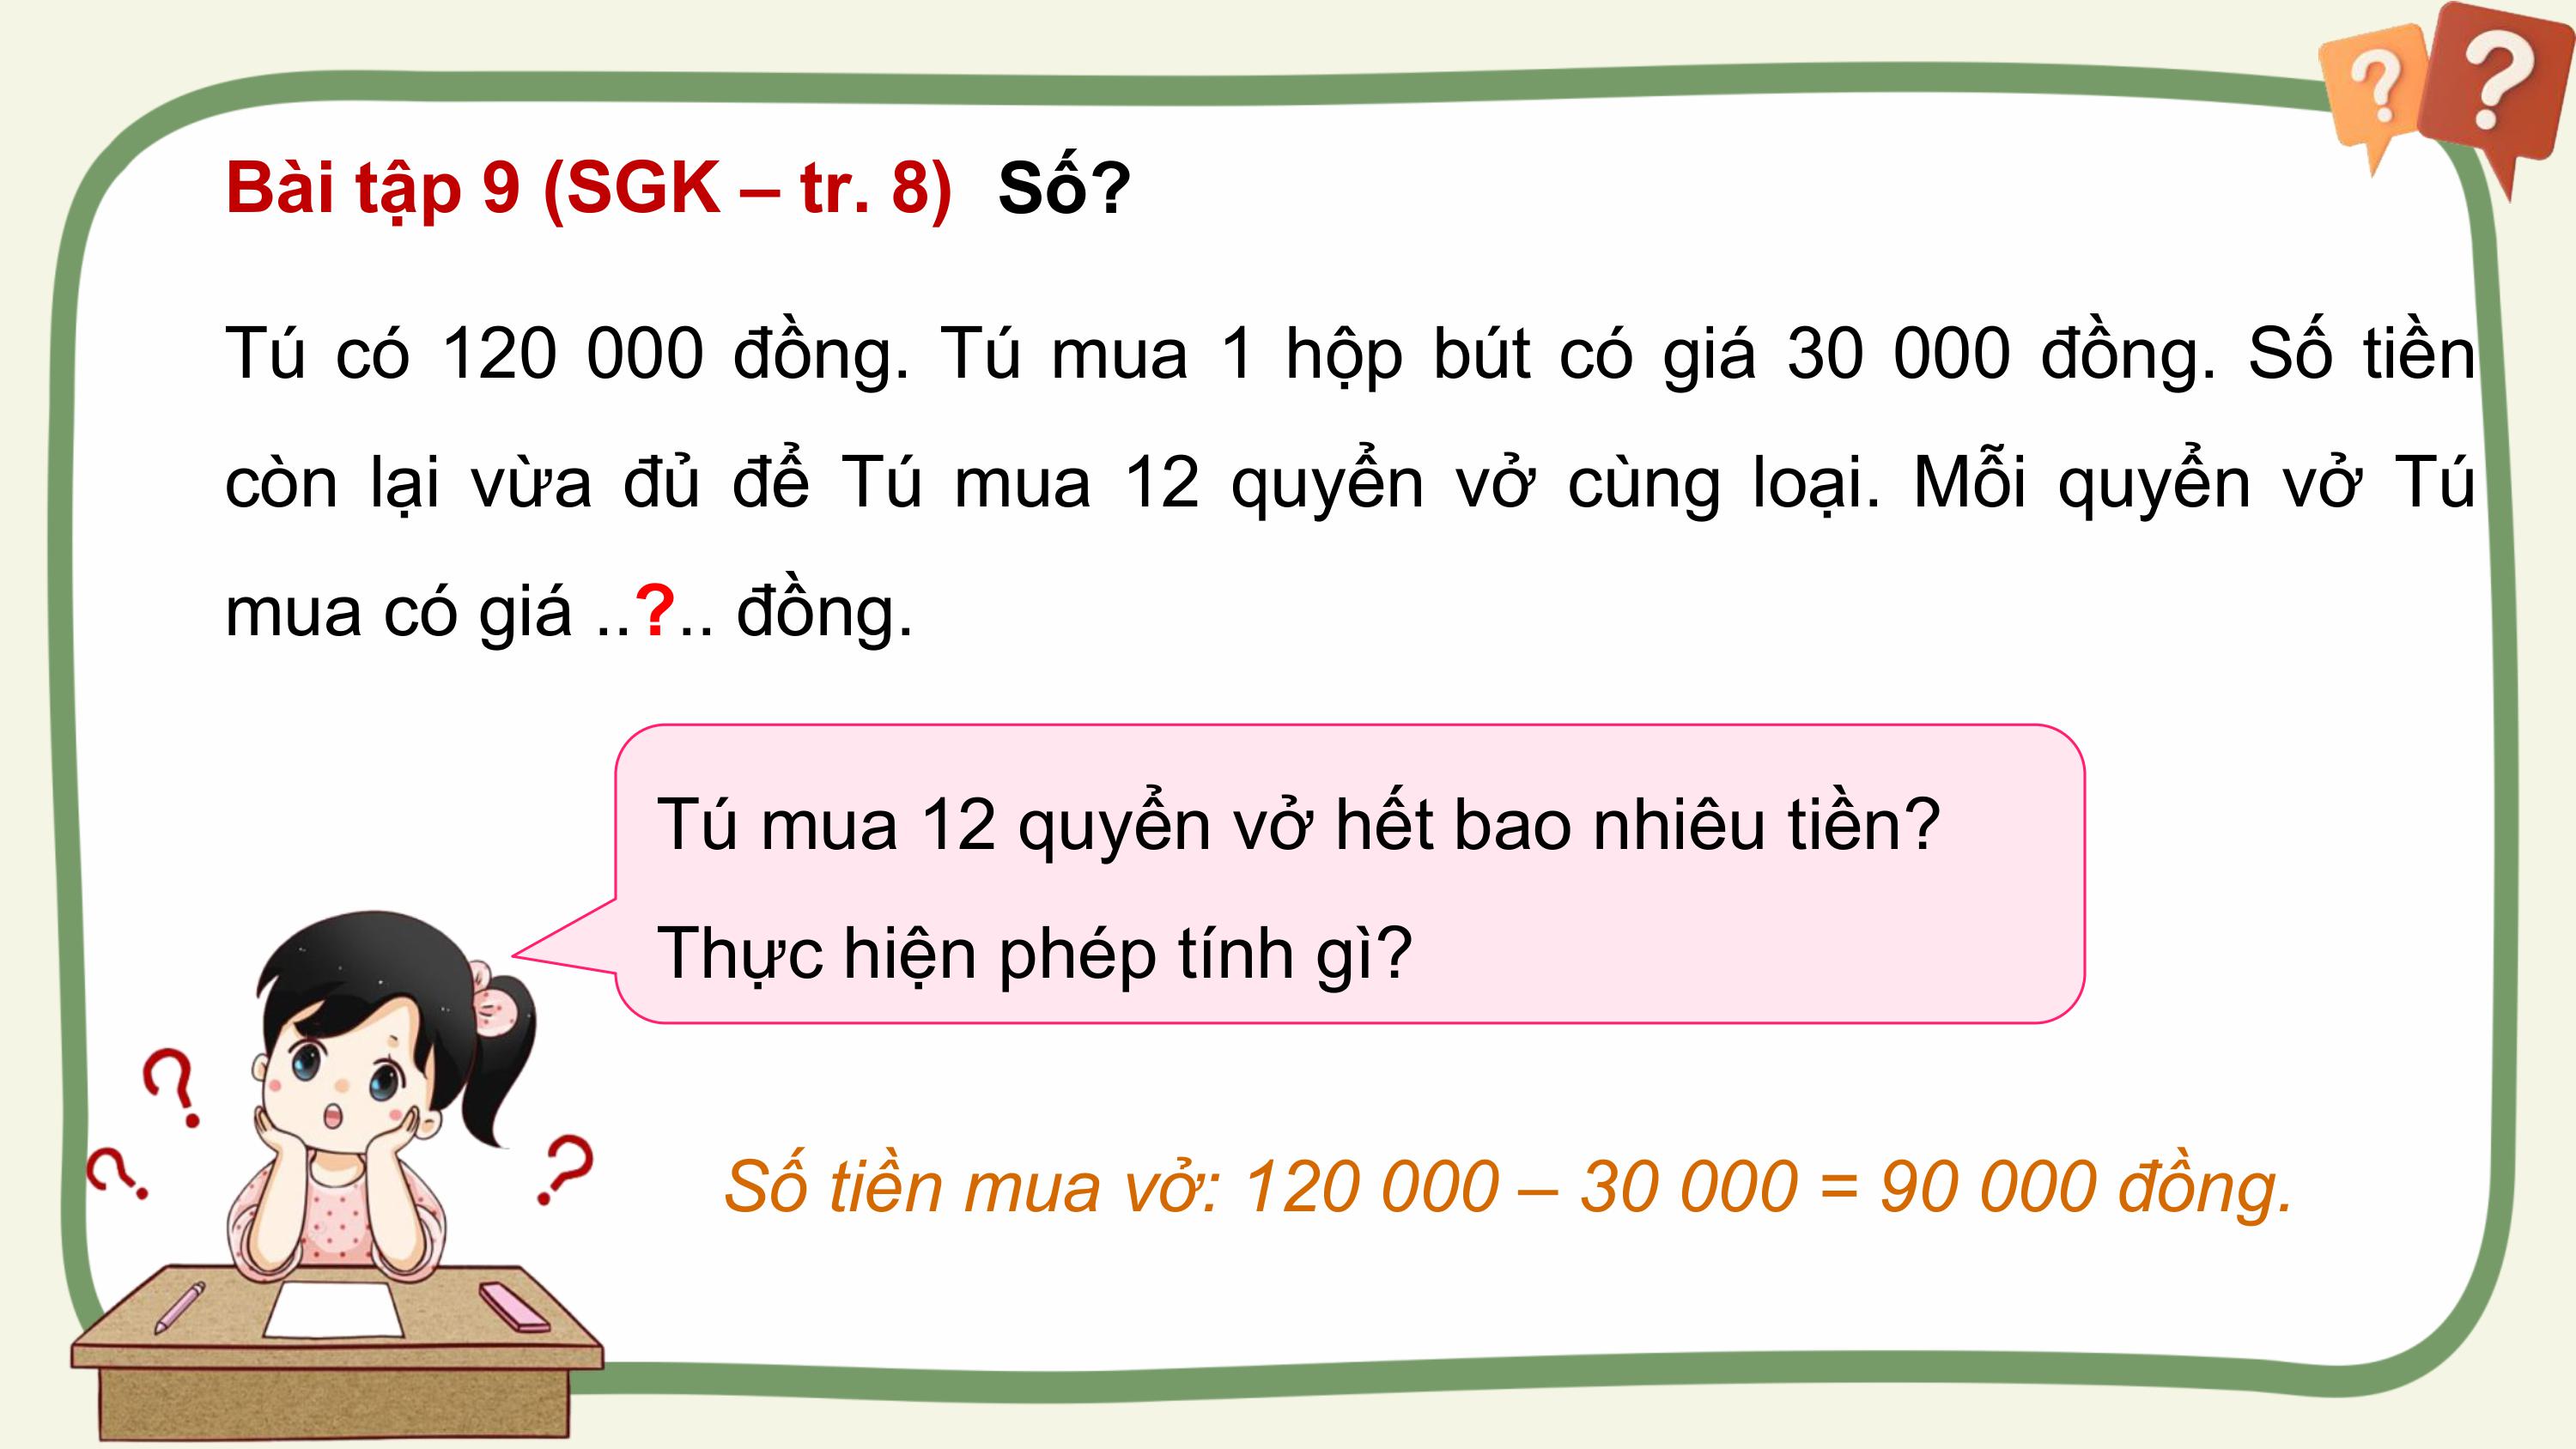 Bài tập 9 (SGK – tr. 8) Số?
Tú có 120 000 đồng. Tú mua 1 hộp bút có giá 30 000 đồng. Số tiền
còn lại vừa đủ để Tú mua 12 quyển vở cùng loại. Mỗi quyển vở Tú
mua có giá ..?.. đồng.
Tú mua 12 quyển vở hết bao nhiêu tiền?
Thực hiện phép tính gì?
Số tiền mua vở: 120 000 – 30 000 = 90 000 đồng.